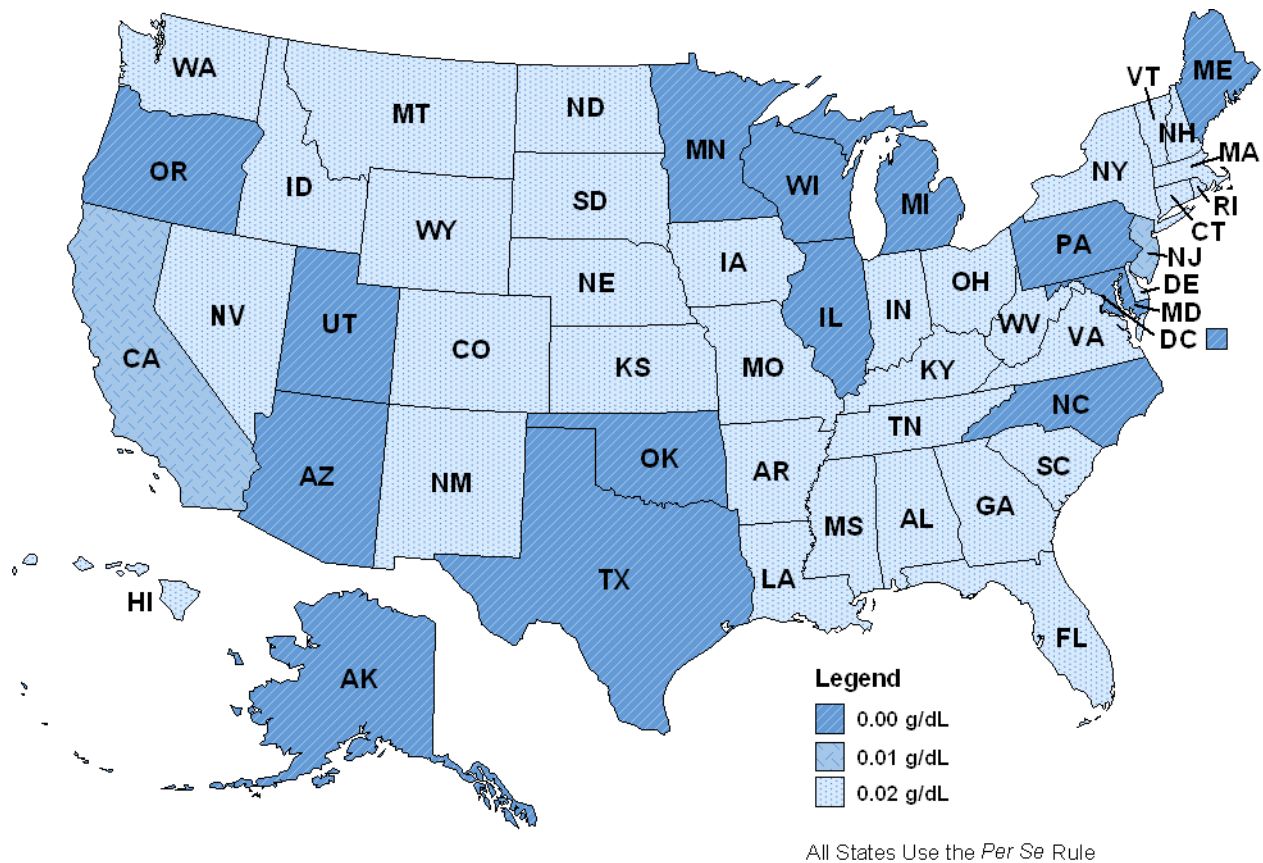 WA
MT
ND
MN
VT
ME
NH
OR
ID
SD
WI
MI
NY
MA
RI
WY
CT
IA
PA
NJ
NE
OH
DE
NV
UT
IL
IN
MD
WV
VA
DC
CA
CO
KS
MO
KY
NC
TN
AZ
OK
NM
AR
SC
MS
AL
GA
TX
LA
HI
FL
AK
Legend
0.00 g/dL
0.01 g/dL
0.02 g/dL
All States Use the Per Se Rule